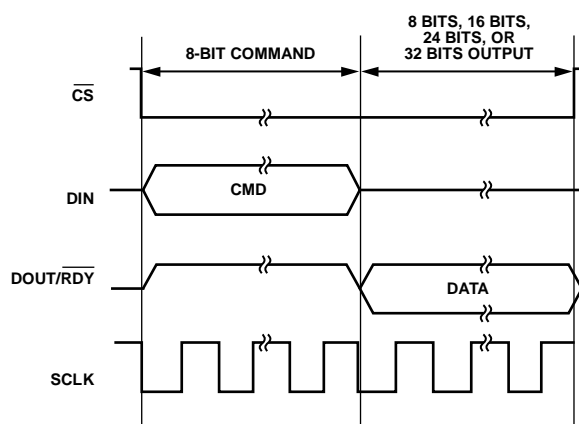 8 BITS, 16 BITS,
24 BITS, OR
32 BITS OUTPUT
8-BIT COMMAND
CS
DIN
CMD
DOUT/RDY
DATA
SCLK